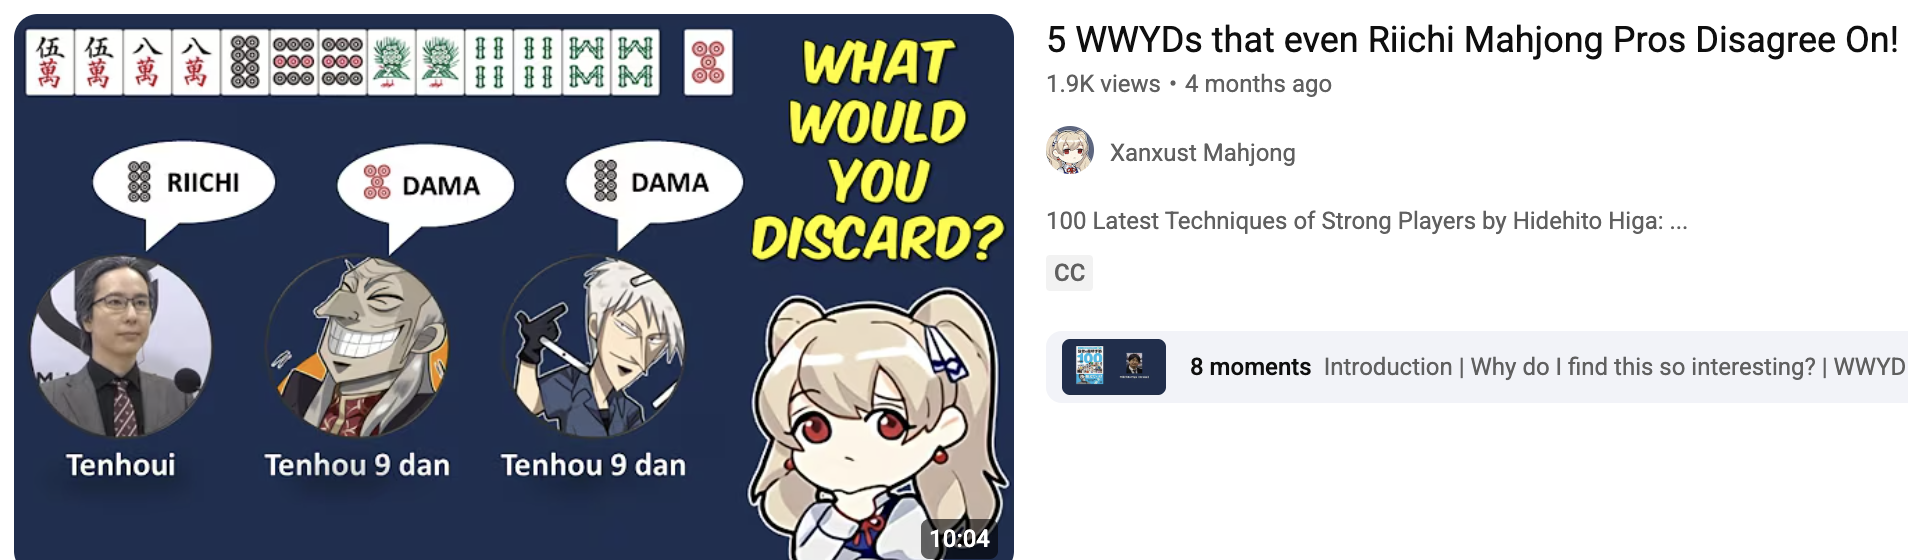 伍 伍 八 八
萬 萬 萬 萬
WHAT
WOULD
YOU
DISCARD?
RIICHI
DAMA
DAMA
Tenhoui
Tenhou 9 dan
Tenhou 9 dan
10:04
5 WWYDs that even Riichi Mahjong Pros Disagree On!
1.9K views • 4 months ago
Xanxust Mahjong
100 Latest Techniques of Strong Players by Hidehito Higa: ...
CC
100
8 moments Introduction | Why do I find this so interesting? | WWYD